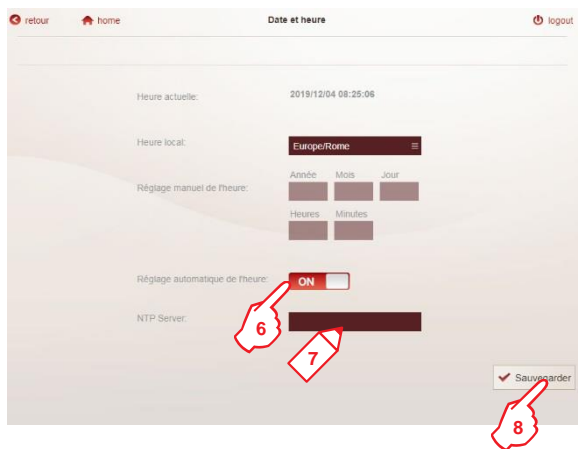 retour home Date et heure logout
Heure actuelle: 2019/12/04 08:25:06
Heure local: Europe/Rome
Année Mois Jour
Réglage manuel de l'heure:
Heures Minutes
Réglage automatique de l'heure: ON
6
NTP Server:
7
Sauvegarder
8